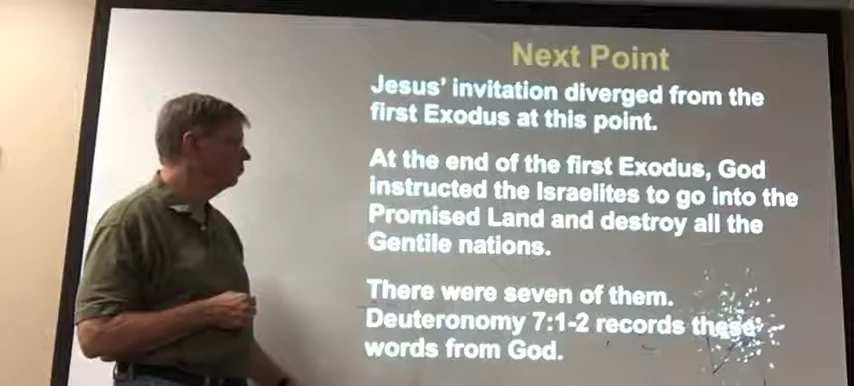 Next Point
Jesus' invitation diverged from the
first Exodus at this point.
At the end of the first Exodus, God
instructed the Israelites to go into the
Promised Land and destroy all the
Gentile nations.
There were seven of them.
Deuteronomy 7:1-2 records these
words from God.